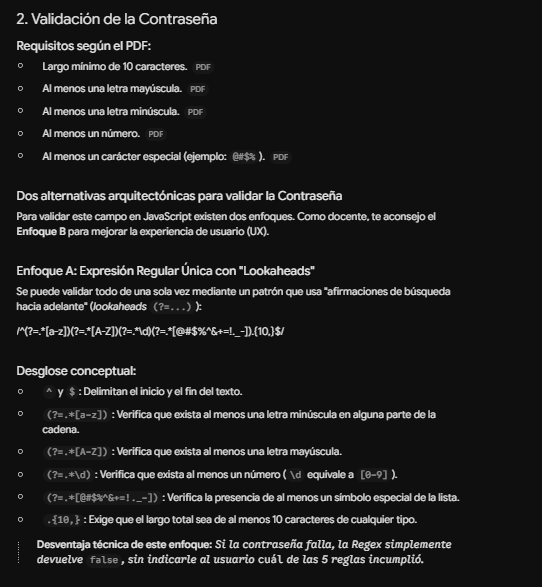 2. Validación de la Contraseña
Requisitos según el PDF:
Largo mínimo de 10 caracteres. PDF
Al menos una letra mayúscula. PDF
Al menos una letra minúscula. PDF
Al menos un número. PDF
Al menos un carácter especial (ejemplo: @#$% ). PDF
Dos alternativas arquitectónicas para validar la Contraseña
Para validar este campo en JavaScript existen dos enfoques. Como docente, te aconsejo el
Enfoque B para mejorar la experiencia de usuario (UX).
Enfoque A: Expresión Regular Única con "Lookaheads"
Se puede validar todo de una sola vez mediante un patrón que usa "afirmaciones de búsqueda
hacia adelante" (lookaheads (?=...) ):
/^(?=.*[a-z])(?=.*[A-Z])(?=.*\d)(?=.*[@#$%^&+=!._-]).{10,}$/
Desglose conceptual:
^ y $ : Delimitan el inicio y el fin del texto.
(?=.*[a-z]) : Verifica que exista al menos una letra minúscula en alguna parte de la
cadena.
(?=.*[A-Z]) : Verifica que exista al menos una letra mayúscula.
(?=.*\d) : Verifica que exista al menos un número ( \d equivale a [0-9] ).
(?=.*[@#$%^&+=!._-]) : Verifica la presencia de al menos un símbolo especial de la lista.
.{10,} : Exige que el largo total sea de al menos 10 caracteres de cualquier tipo.
Desventaja técnica de este enfoque: Si la contraseña falla, la Regex simplemente
devuelve false , sin indicarle al usuario cuál de las 5 reglas incumplió.